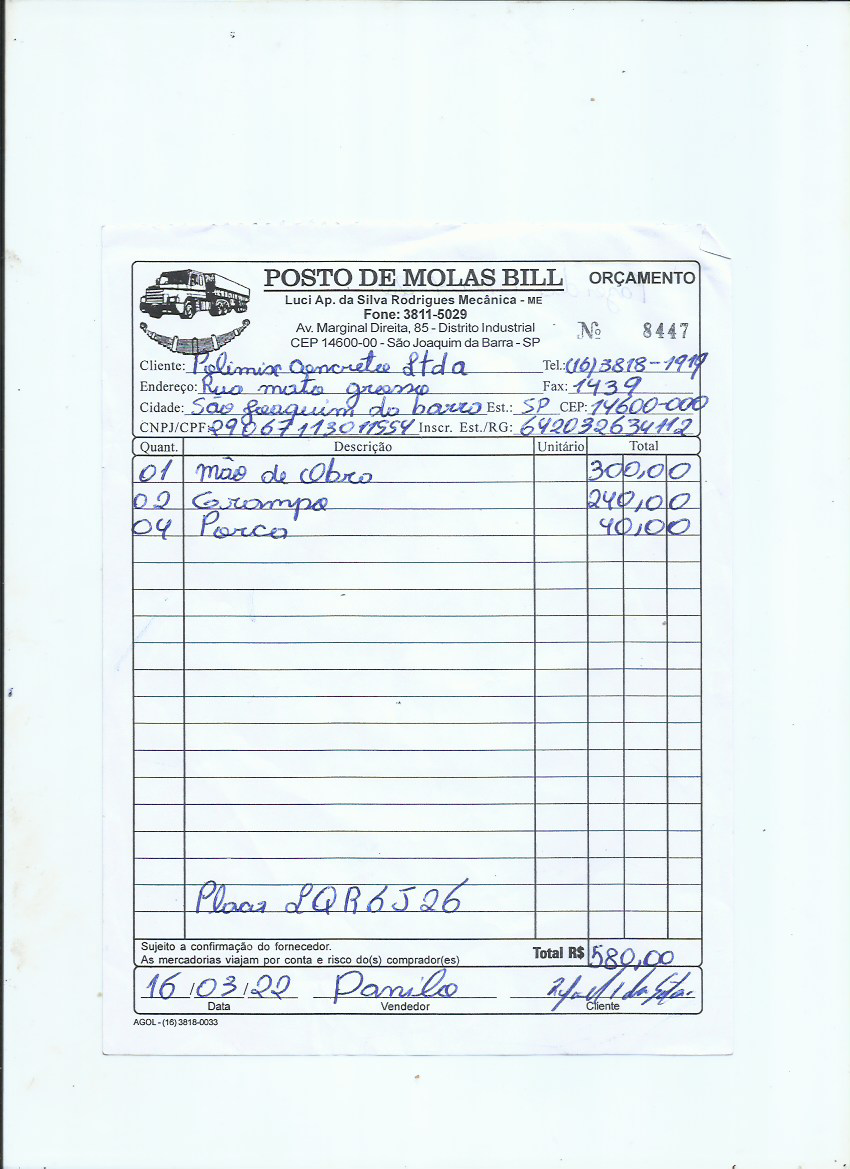 POSTO DE MOLAS BILL ORÇAMENTO
Luci Ap. da Silva Rodrigues Mecânica - ME
Fone: 3811-5029
Av. Marginal Direita, 85 - Distrito Industrial
CEP 14600-00 - São Joaquim da Barra - SP
Nº 8447
Cliente: Polimix Concreto Ltda Tel.: (16) 3818-1919
Endereço: Rua mato grosso Fax: 1439
Cidade: São Joaquim da barra Est.: SP CEP: 14600-000
CNPJ/CPF: 29067113011554 Inscr. Est./RG: 642032634112
Quant. Descrição Unitário Total
01 Mão de Obra 300,00
02 Grampo 240,00
04 Porca 40,00
Placa LQR6J26
Sujeito a confirmação do fornecedor.
As mercadorias viajam por conta e risco do(s) comprador(es)
Total R$ 580,00
16 / 03 / 22 Danilo
Data Vendedor Cliente
AGOL - (16) 3818-0033